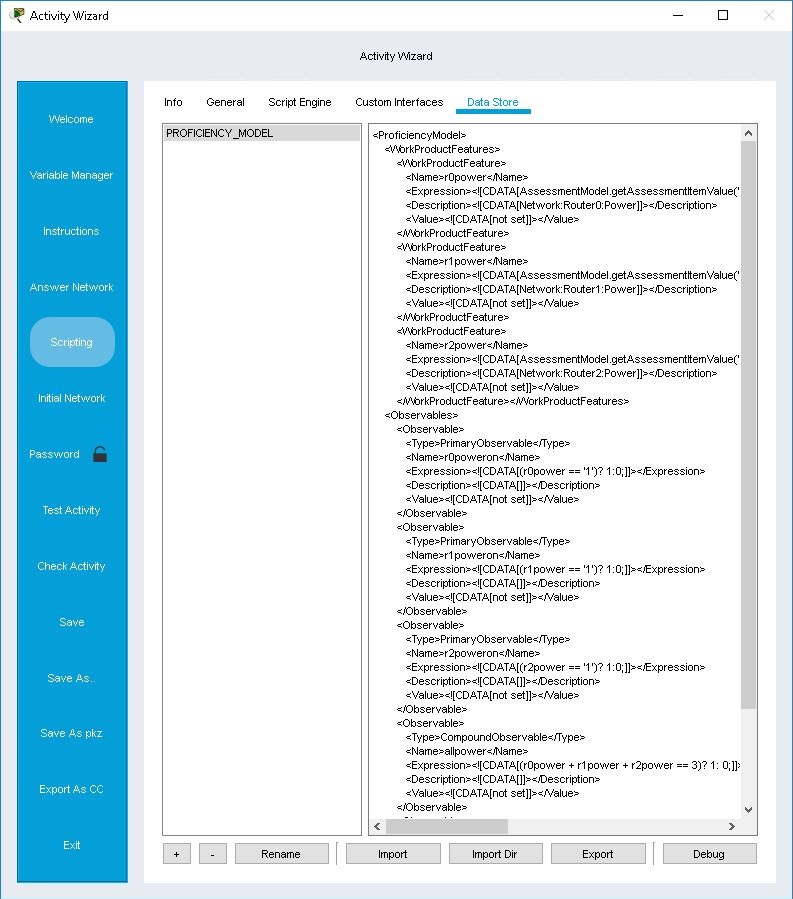 Activity Wizard
Activity Wizard
Welcome
Variable Manager
Instructions
Answer Network
Scripting
Initial Network
Password
Test Activity
Check Activity
Save
Save As..
Save As pkz
Export As CC
Exit
Info General Script Engine Custom Interfaces Data Store
PROFICIENCY_MODEL
<ProficiencyModel>
<WorkProductFeatures>
<WorkProductFeature>
<Name>r0power</Name>
<Expression><![CDATA[AssessmentModel.getAssessmentItemValue('
<Description><![CDATA[Network:Router0:Power]]></Description>
<Value><![CDATA[not set]]></Value>
</WorkProductFeature>
<WorkProductFeature>
<Name>r1power</Name>
<Expression><![CDATA[AssessmentModel.getAssessmentItemValue('
<Description><![CDATA[Network:Router1:Power]]></Description>
<Value><![CDATA[not set]]></Value>
</WorkProductFeature>
<WorkProductFeature>
<Name>r2power</Name>
<Expression><![CDATA[AssessmentModel.getAssessmentItemValue('
<Description><![CDATA[Network:Router2:Power]]></Description>
<Value><![CDATA[not set]]></Value>
</WorkProductFeature></WorkProductFeatures>
<Observables>
<Observable>
<Type>PrimaryObservable</Type>
<Name>r0poweron</Name>
<Expression><![CDATA[(r0power == '1')? 1:0;]]></Expression>
<Description><![CDATA[]]></Description>
<Value><![CDATA[not set]]></Value>
</Observable>
<Observable>
<Type>PrimaryObservable</Type>
<Name>r1poweron</Name>
<Expression><![CDATA[(r1power == '1')? 1:0;]]></Expression>
<Description><![CDATA[]]></Description>
<Value><![CDATA[not set]]></Value>
</Observable>
<Observable>
<Type>PrimaryObservable</Type>
<Name>r2poweron</Name>
<Expression><![CDATA[(r2power == '1')? 1:0;]]></Expression>
<Description><![CDATA[]]></Description>
<Value><![CDATA[not set]]></Value>
</Observable>
<Observable>
<Type>CompoundObservable</Type>
<Name>allpower</Name>
<Expression><![CDATA[(r0power + r1power + r2power == 3)? 1: 0;]]>
<Description><![CDATA[]]></Description>
<Value><![CDATA[not set]]></Value>
</Observable>
+ - Rename Import Import Dir Export Debug